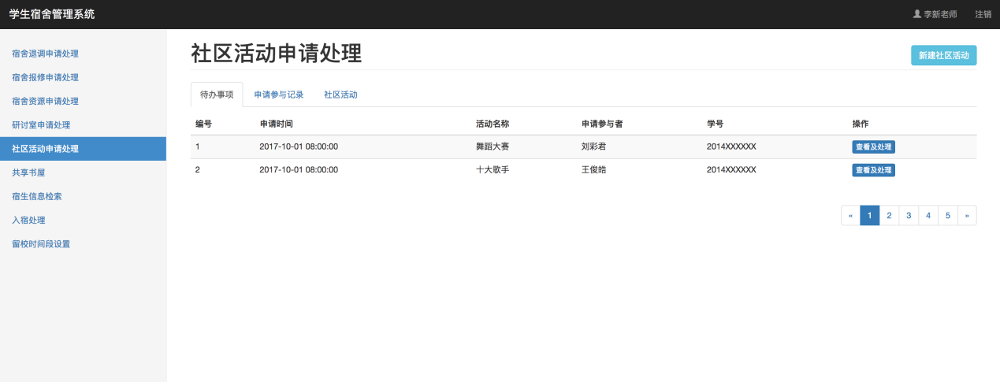 学生宿舍管理系统
李新老师 注销
宿舍退调申请处理
宿舍报修申请处理
宿舍资源申请处理
研讨室申请处理
社区活动申请处理
共享书屋
宿生信息检索
入宿处理
留校时间段设置
社区活动申请处理
新建社区活动
待办事项 申请参与记录 社区活动
编号 申请时间 活动名称 申请参与者 学号 操作
1 2017-10-01 08:00:00 舞蹈大赛 刘彩君 2014XXXXXX 查看及处理
2 2017-10-01 08:00:00 十大歌手 王俊皓 2014XXXXXX 查看及处理
« 1 2 3 4 5 »